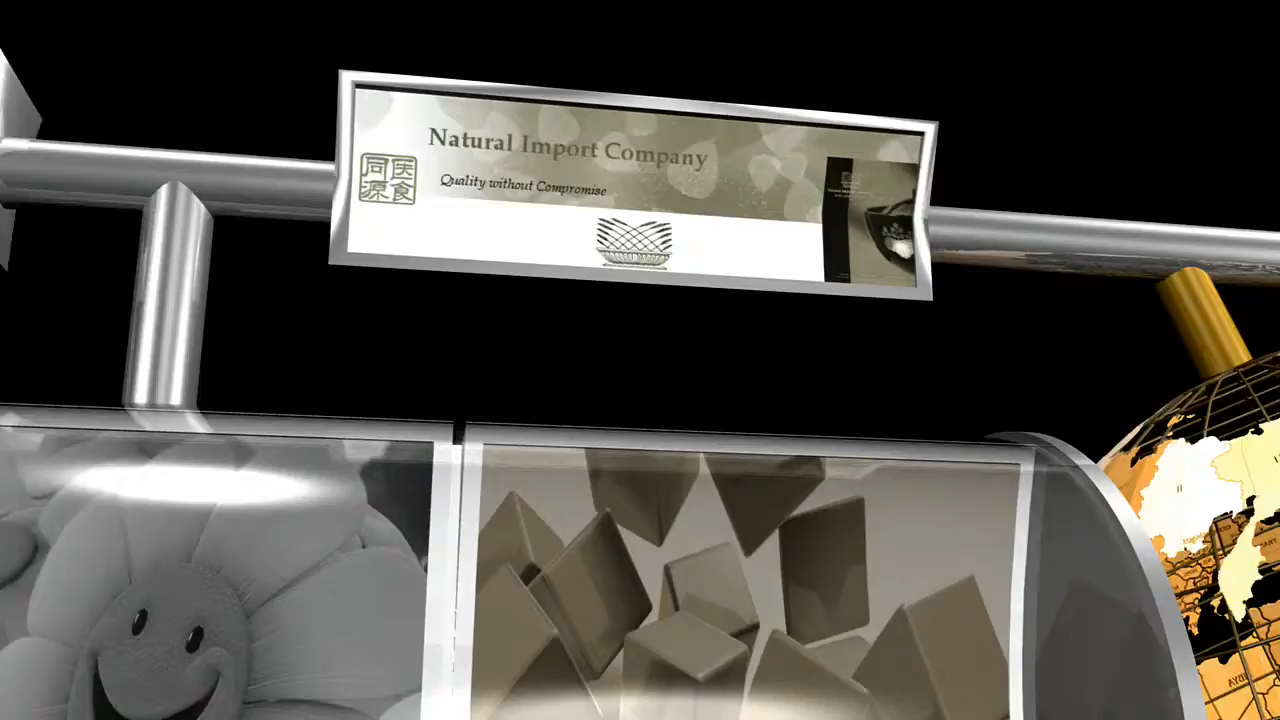 Natural Import Company
Quality without Compromise
医食
同源